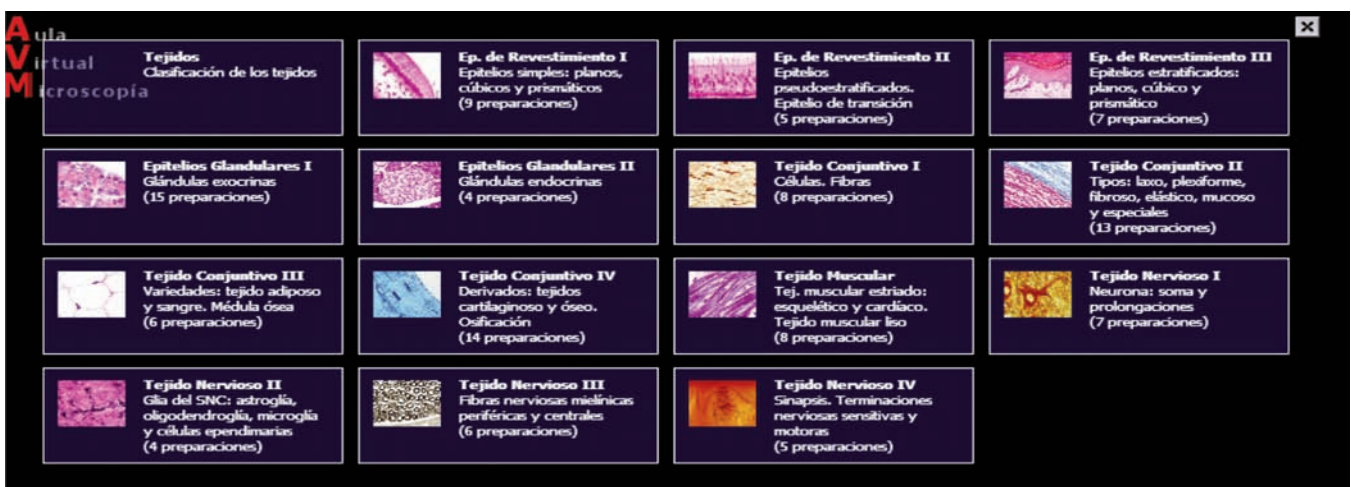 Aula
Virtual
Microscopía
Tejidos
Clasificación de los tejidos
Ep. de Revestimiento I
Epitelios simples: planos,
cúbicos y prismáticos
(9 preparaciones)
Ep. de Revestimiento II
Epitelios
pseudoestratificados.
Epitelio de transición
(5 preparaciones)
Ep. de Revestimiento III
Epitelios estratificados:
planos, cúbico y
prismático
(7 preparaciones)
Epitelios Glandulares I
Glándulas exocrinas
(15 preparaciones)
Epitelios Glandulares II
Glándulas endocrinas
(4 preparaciones)
Tejido Conjuntivo I
Células. Fibras
(8 preparaciones)
Tejido Conjuntivo II
Tipos: laxo, plexiforme,
fibroso, elástico, mucoso
y especiales
(13 preparaciones)
Tejido Conjuntivo III
Variedades: tejido adiposo
y sangre. Médula ósea
(6 preparaciones)
Tejido Conjuntivo IV
Derivados: tejidos
cartilaginoso y óseo.
Osificación
(14 preparaciones)
Tejido Muscular
Tej. muscular estriado:
esquelético y cardíaco.
Tejido muscular liso
(8 preparaciones)
Tejido Nervioso I
Neurona: soma y
prolongaciones
(7 preparaciones)
Tejido Nervioso II
Glia del SNC: astroglía,
oligodendroglía, microglía
y células ependimarias
(4 preparaciones)
Tejido Nervioso III
Fibras nerviosas mielínicas
periféricas y centrales
(6 preparaciones)
Tejido Nervioso IV
Sinapsis. Terminaciones
nerviosas sensitivas y
motoras
(5 preparaciones)